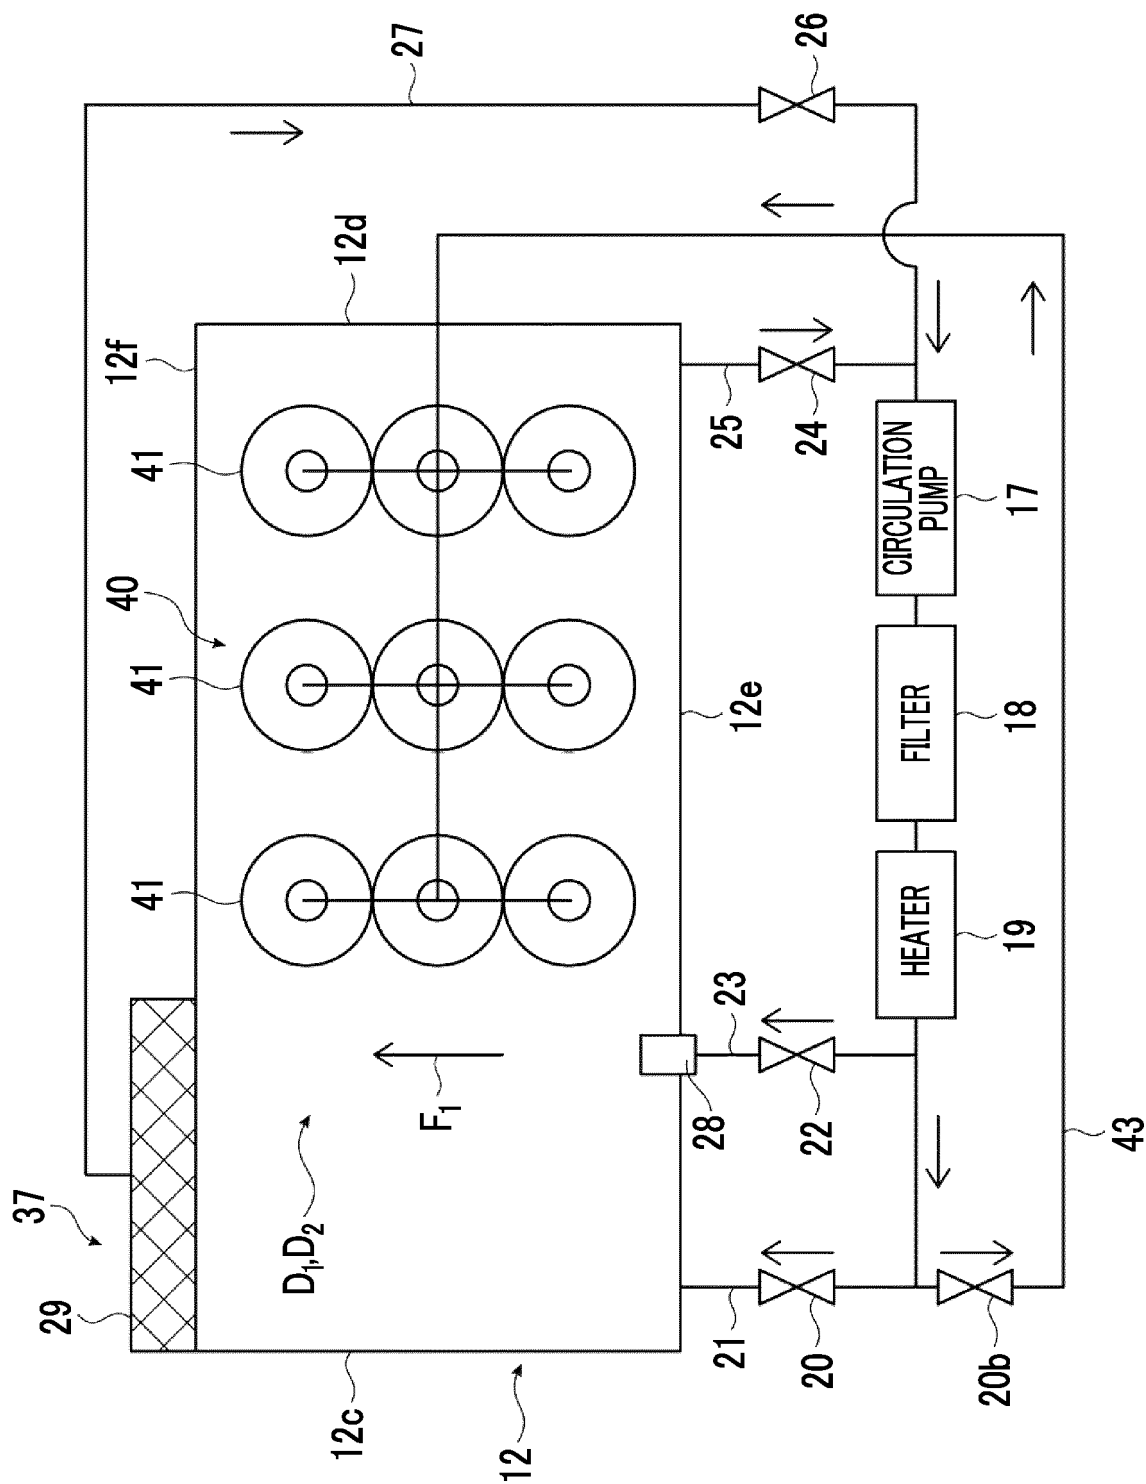 37
29
40
12f
41
41
41
D₁,D₂
12c
12d
27
F₁
12
28
21
23
12e
25
20
22
24
26
HEATER
FILTER
CIRCULATION
PUMP
20b
19
18
17
43